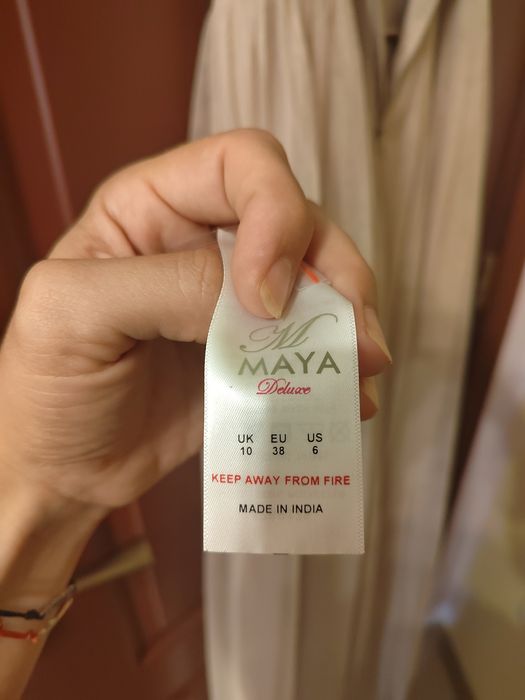 M
MAYA
Deluxe
UK EU US
10 38 6
KEEP AWAY FROM FIRE
MADE IN INDIA